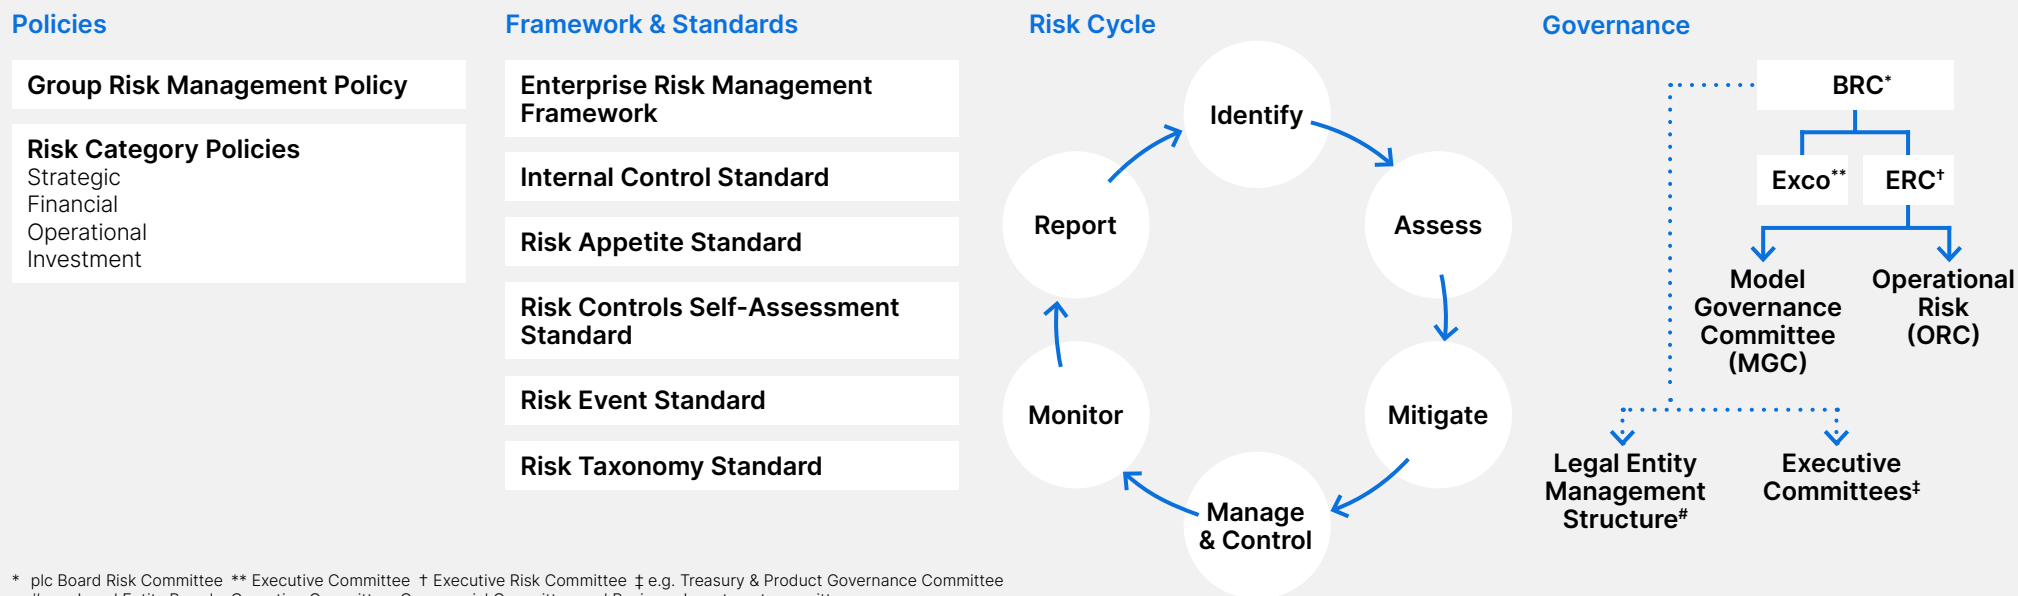 Policies
Group Risk Management Policy
Risk Category Policies
Strategic
Financial
Operational
Investment
Framework & Standards
Enterprise Risk Management
Framework
Internal Control Standard
Risk Appetite Standard
Risk Controls Self-Assessment
Standard
Risk Event Standard
Risk Taxonomy Standard
Risk Cycle
Identify
Assess
Mitigate
Manage
& Control
Monitor
Report
Governance
BRC*
Exco**
ERC†
Model
Governance
Committee
(MGC)
Operational
Risk
(ORC)
Legal Entity
Management
Structure#
Executive
Committees‡
* plc Board Risk Committee ** Executive Committee † Executive Risk Committee ‡ e.g. Treasury & Product Governance Committee